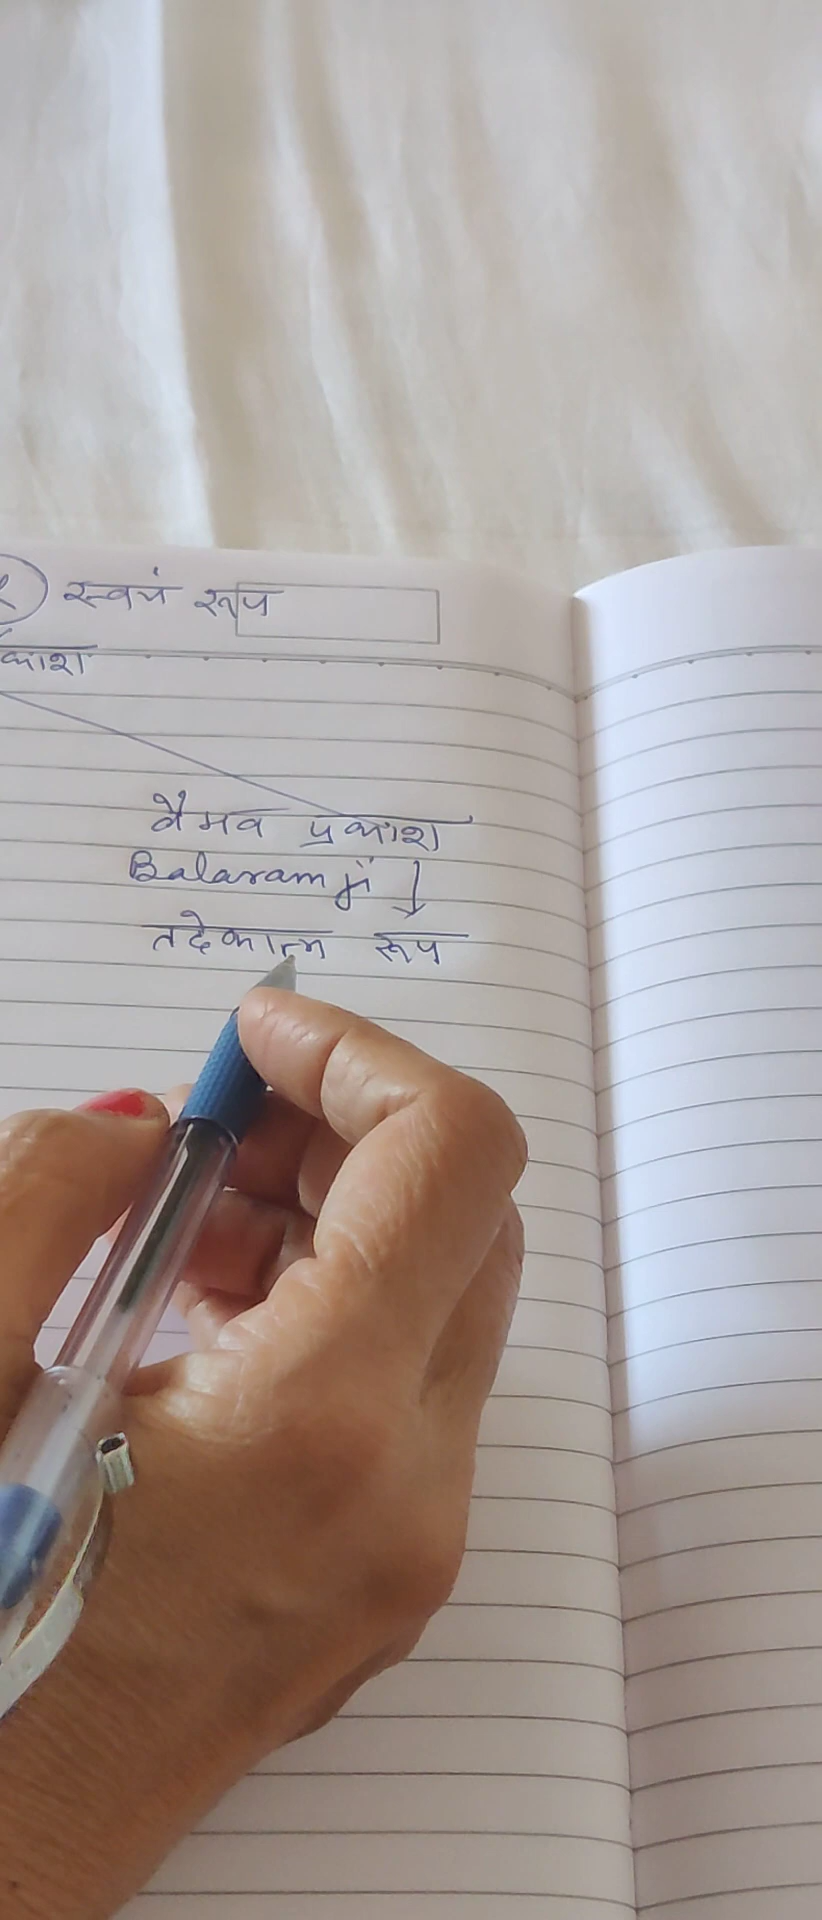 स्वयं रूप
काश
वैभव प्रकाश
Balaram ji ↓
तदेकात्म रूप